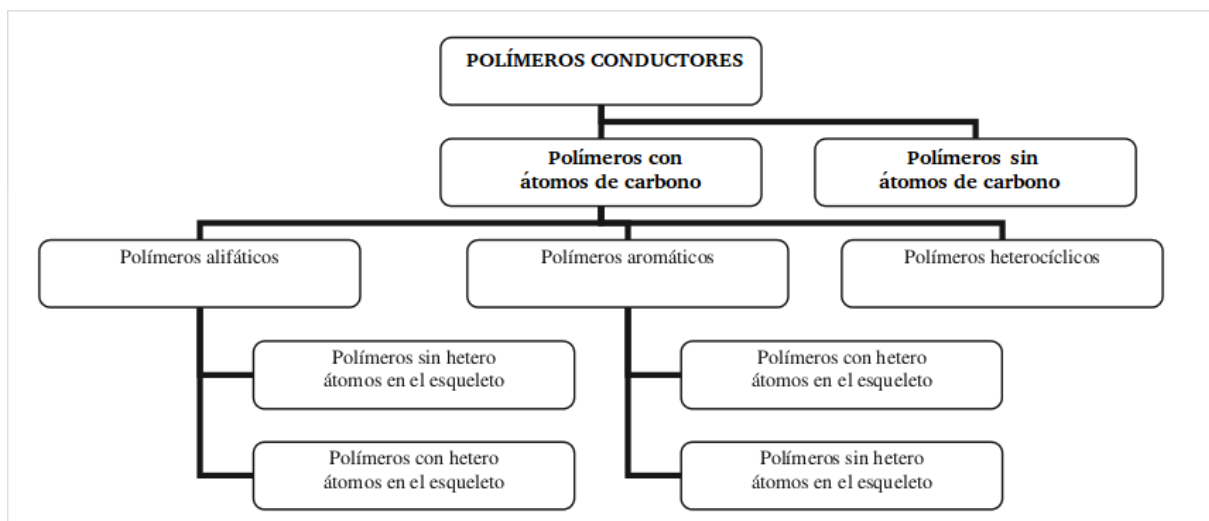 POLÍMEROS CONDUCTORES
Polímeros con
átomos de carbono
Polímeros sin
átomos de carbono
Polímeros alifáticos
Polímeros aromáticos
Polímeros heterocíclicos
Polímeros sin hetero
átomos en el esqueleto
Polímeros con hetero
átomos en el esqueleto
Polímeros con hetero
átomos en el esqueleto
Polímeros sin hetero
átomos en el esqueleto